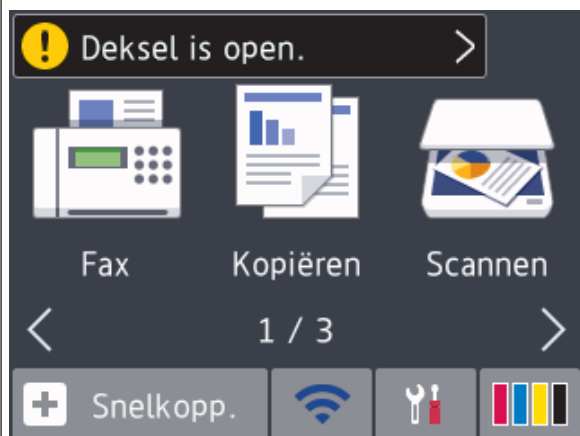 Deksel is open.
Fax Kopiëren Scannen
1 / 3
Snelkopp.